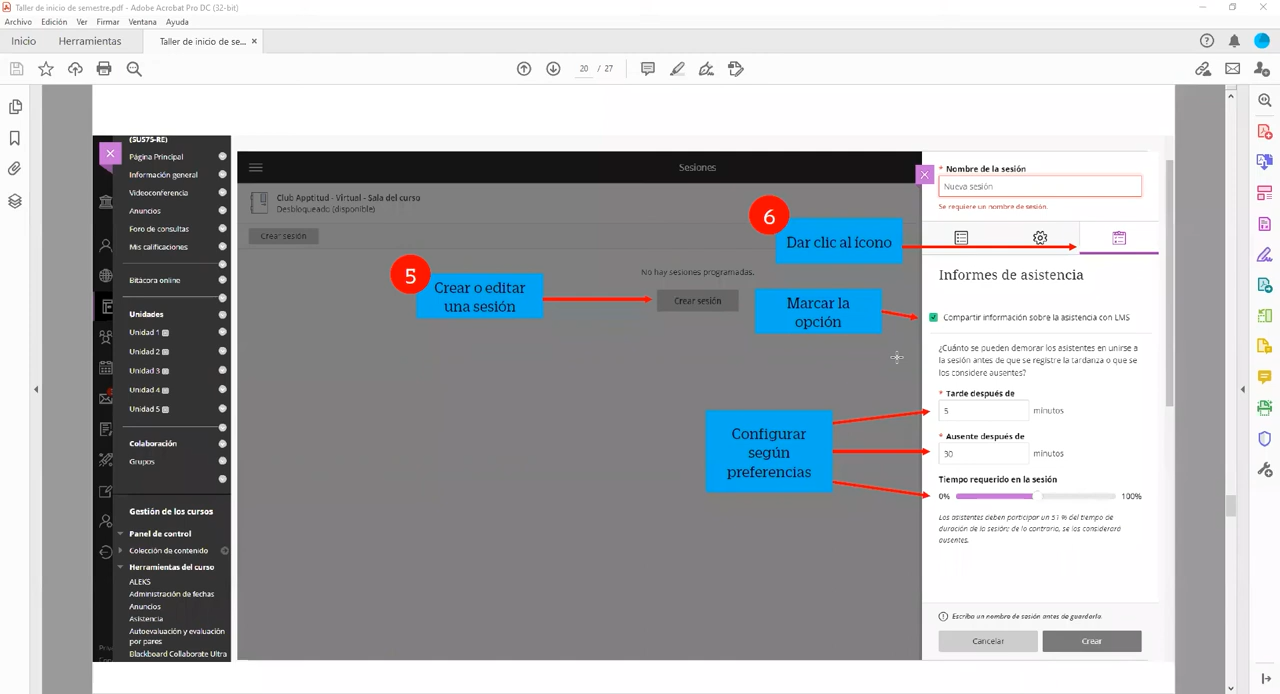 Taller de inicio de semestre.pdf - Adobe Acrobat Pro DC (32-bit)
Archivo Edición Ver Firmar Ventana Ayuda
Inicio Herramientas Taller de inicio de se... ×
20 / 27
(SUS75-RE)
Página Principal
Información general
Videoconferencia
Anuncios
Foro de consultas
Mis calificaciones
Bitácora online
Unidades
Unidad 1
Unidad 2
Unidad 3
Unidad 4
Unidad 5
Colaboración
Grupos
Gestión de los cursos
Panel de control
Colección de contenido
Herramientas del curso
ALEKS
Administración de fechas
Anuncios
Asistencia
Autoevaluación y evaluación
por pares
Blackboard Collaborate Ultra
Sesiones
Club Apptitud - Virtual - Sala del curso
Desbloqueado (disponible)
Crear sesión
No hay sesiones programadas.
Crear sesión
5
Crear o editar
una sesión
6
Dar clic al ícono
Marcar la
opción
Configurar
según
preferencias
* Nombre de la sesión
Nueva sesión
Se requiere un nombre de sesión.
Informes de asistencia
Compartir información sobre la asistencia con LMS
¿Cuánto se pueden demorar los asistentes en unirse a
la sesión antes de que se registre la tardanza o que se
los considere ausentes?
* Tarde después de
5 minutos
* Ausente después de
30 minutos
Tiempo requerido en la sesión
0% 100%
Los asistentes deben participar un 51 % del tiempo de
duración de la sesión; de lo contrario, se los considerará
ausentes.
Escriba un nombre de sesión antes de guardarla.
Cancelar Crear